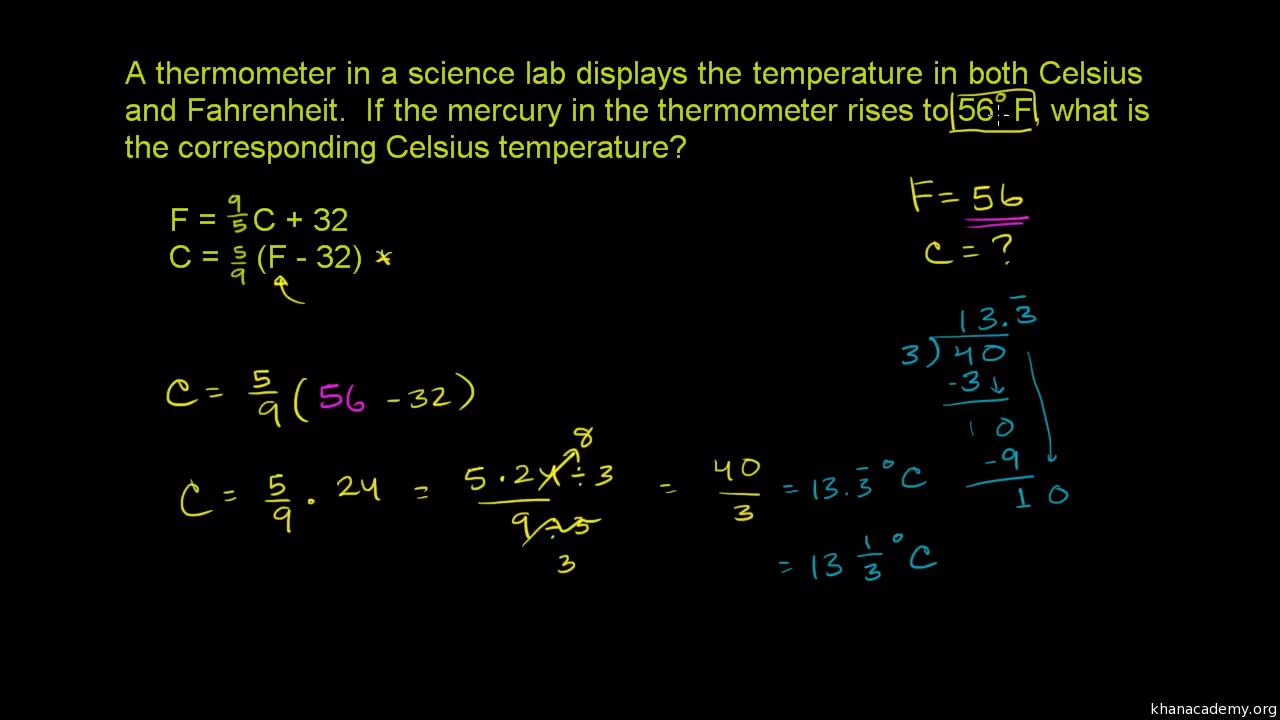 A thermometer in a science lab displays the temperature in both Celsius
and Fahrenheit. If the mercury in the thermometer rises to 56° F, what is
the corresponding Celsius temperature?
F = 9/5 C + 32
C = 5/9 (F - 32) *
F = 56
C = ?
C = 5/9 (56 - 32)
C = 5/9 · 24 = 5 · 24 ÷ 3 / 9 ÷ 3 = 40/3 = 13.3̅ °C
8
3
= 13 1/3 °C
13.3̅
3 ) 40
-3 ↓
10
-9
10
khanacademy.org